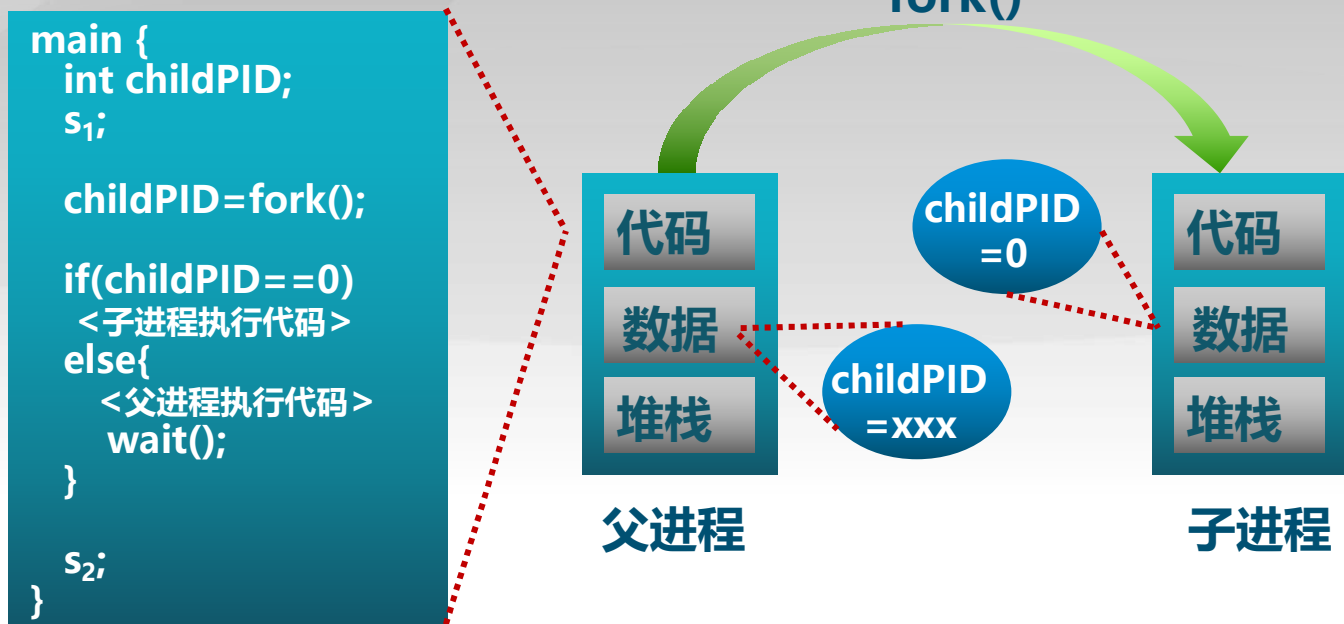 fork()
main {
int childPID;
s₁;
childPID=fork();
if(childPID==0)
<子进程执行代码>
else{
<父进程执行代码>
wait();
}
s₂;
}
代码
数据
堆栈
父进程
childPID
=0
childPID
=xxx
代码
数据
堆栈
子进程